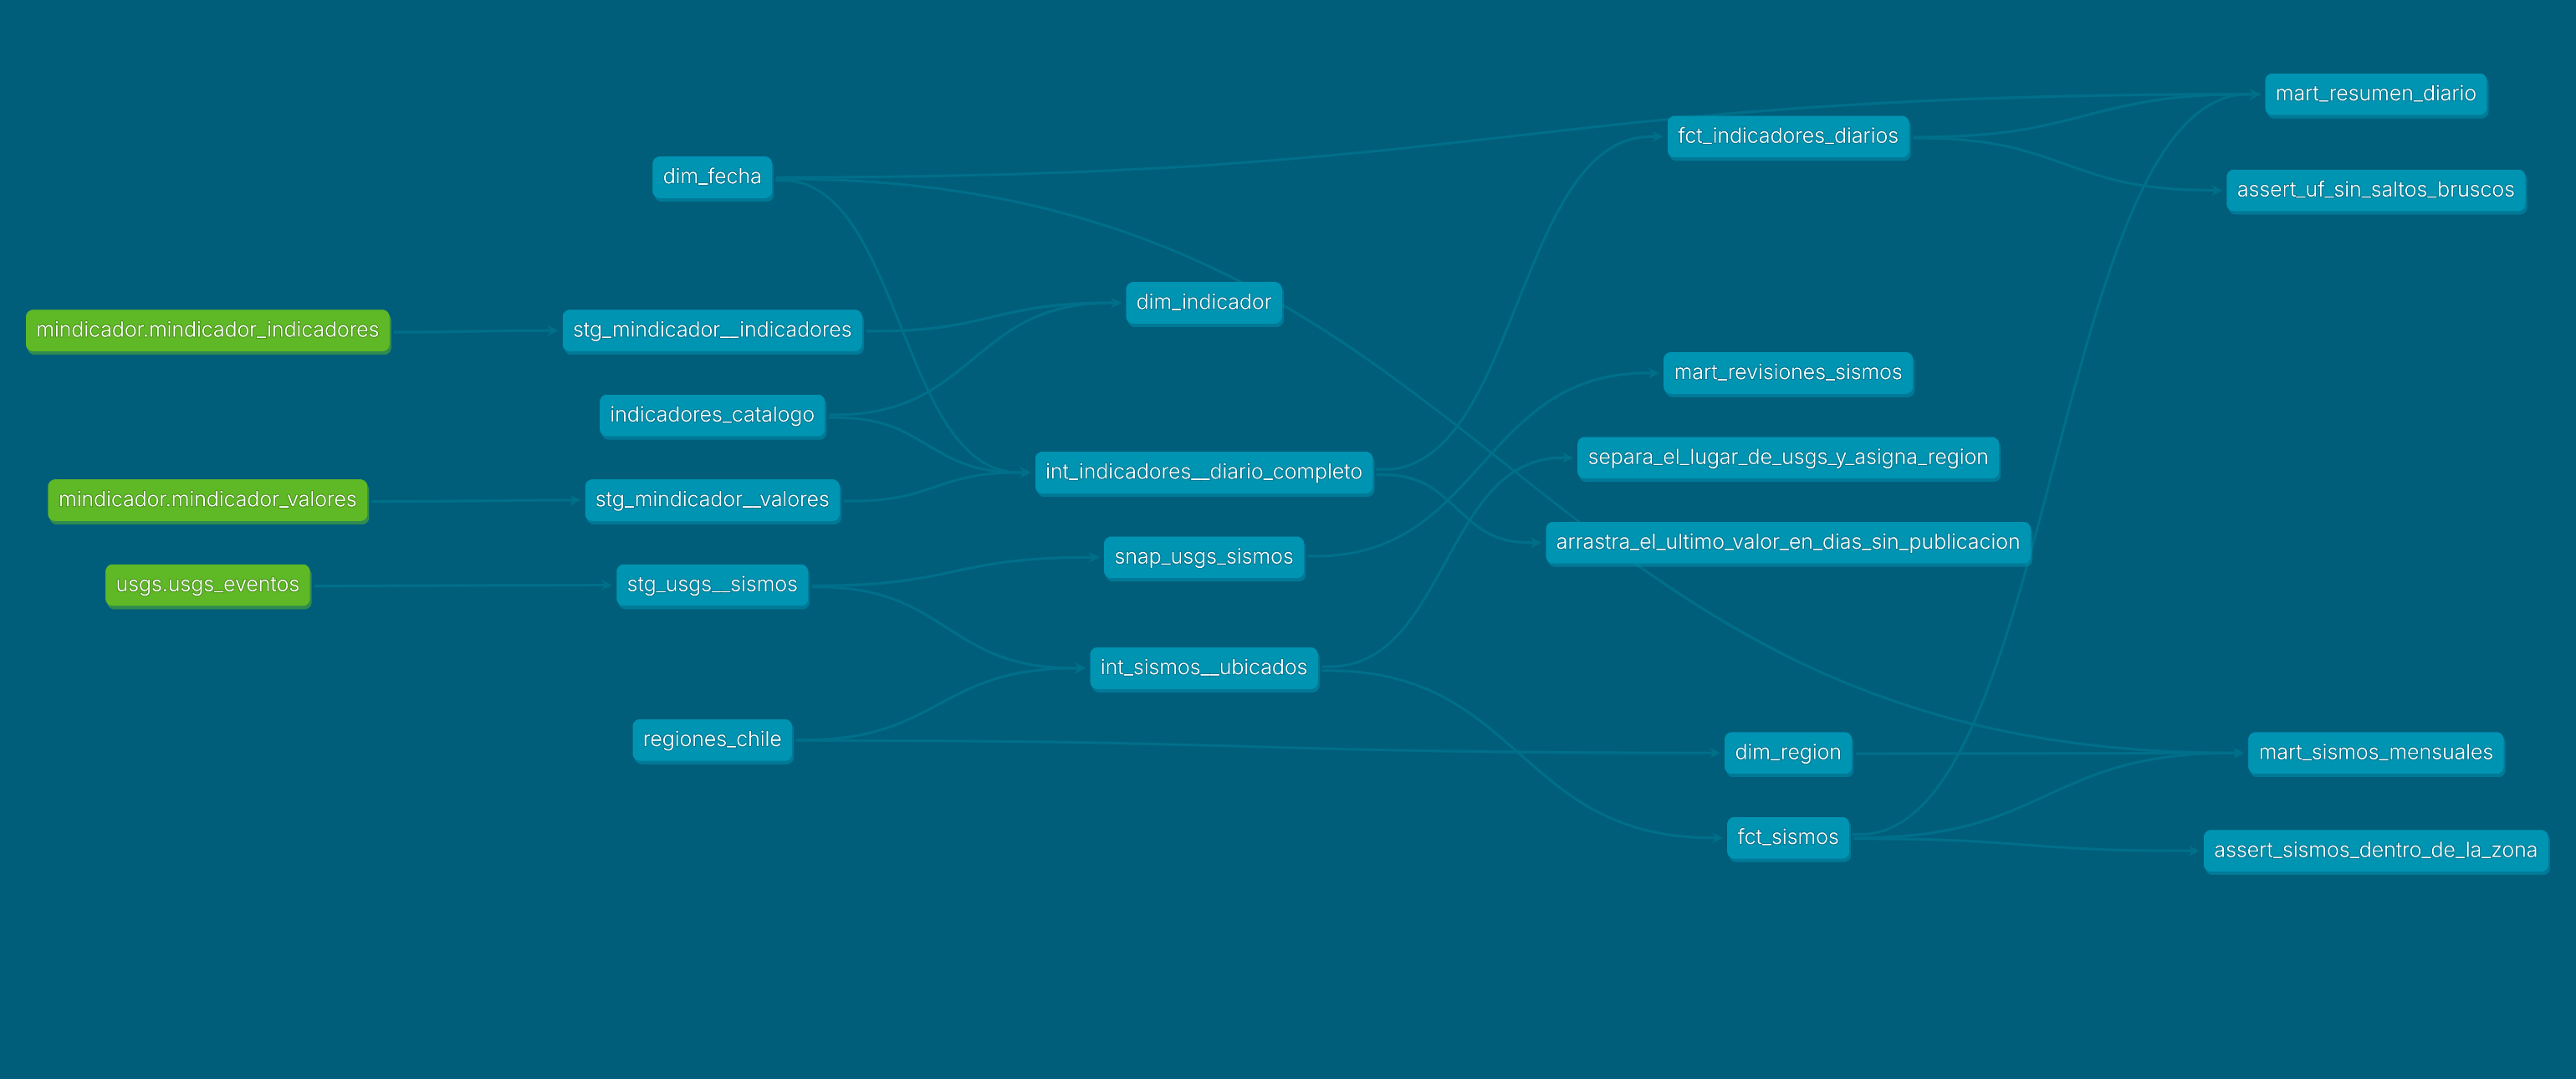 mart_resumen_diario
fct_indicadores_diarios
dim_fecha
assert_uf_sin_saltos_bruscos
dim_indicador
mindicador.mindicador_indicadores
stg_mindicador__indicadores
mart_revisiones_sismos
indicadores_catalogo
separa_el_lugar_de_usgs_y_asigna_region
int_indicadores__diario_completo
mindicador.mindicador_valores
stg_mindicador__valores
arrastra_el_ultimo_valor_en_dias_sin_publicacion
snap_usgs_sismos
usgs.usgs_eventos
stg_usgs__sismos
int_sismos__ubicados
regiones_chile
dim_region
mart_sismos_mensuales
fct_sismos
assert_sismos_dentro_de_la_zona